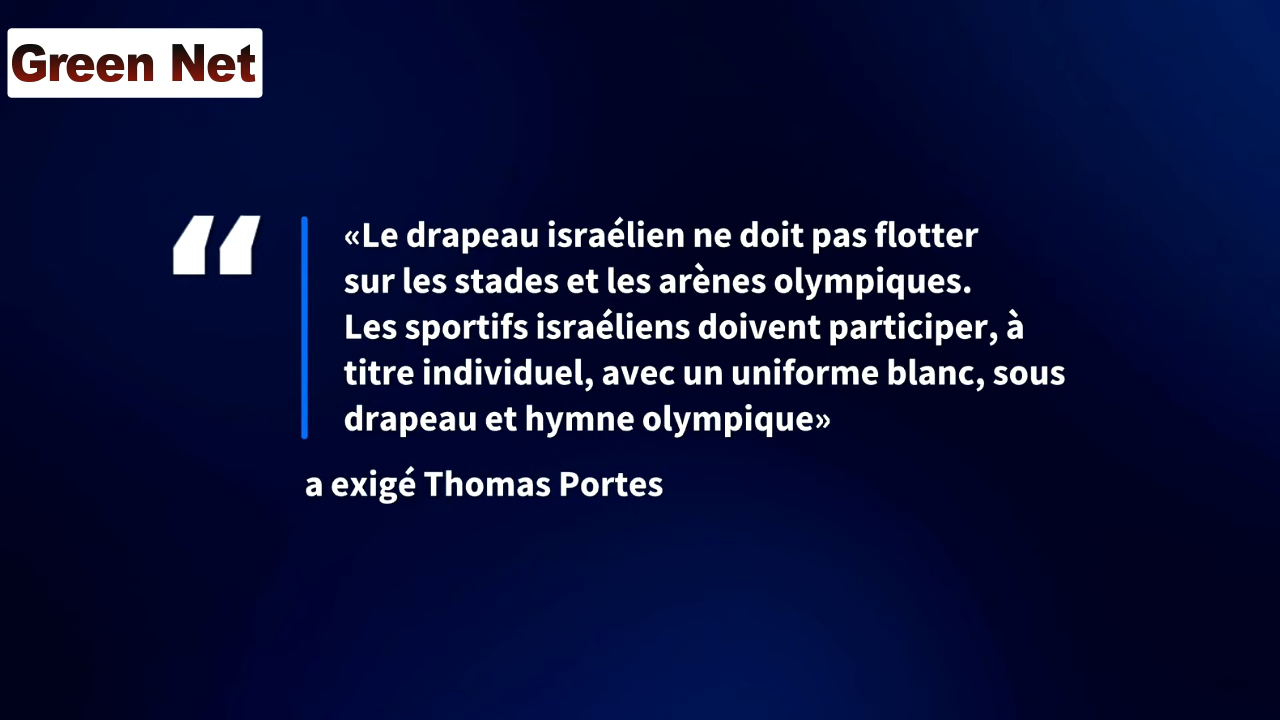 Green Net
“
«Le drapeau israélien ne doit pas flotter
sur les stades et les arènes olympiques.
Les sportifs israéliens doivent participer, à
titre individuel, avec un uniforme blanc, sous
drapeau et hymne olympique»
a exigé Thomas Portes